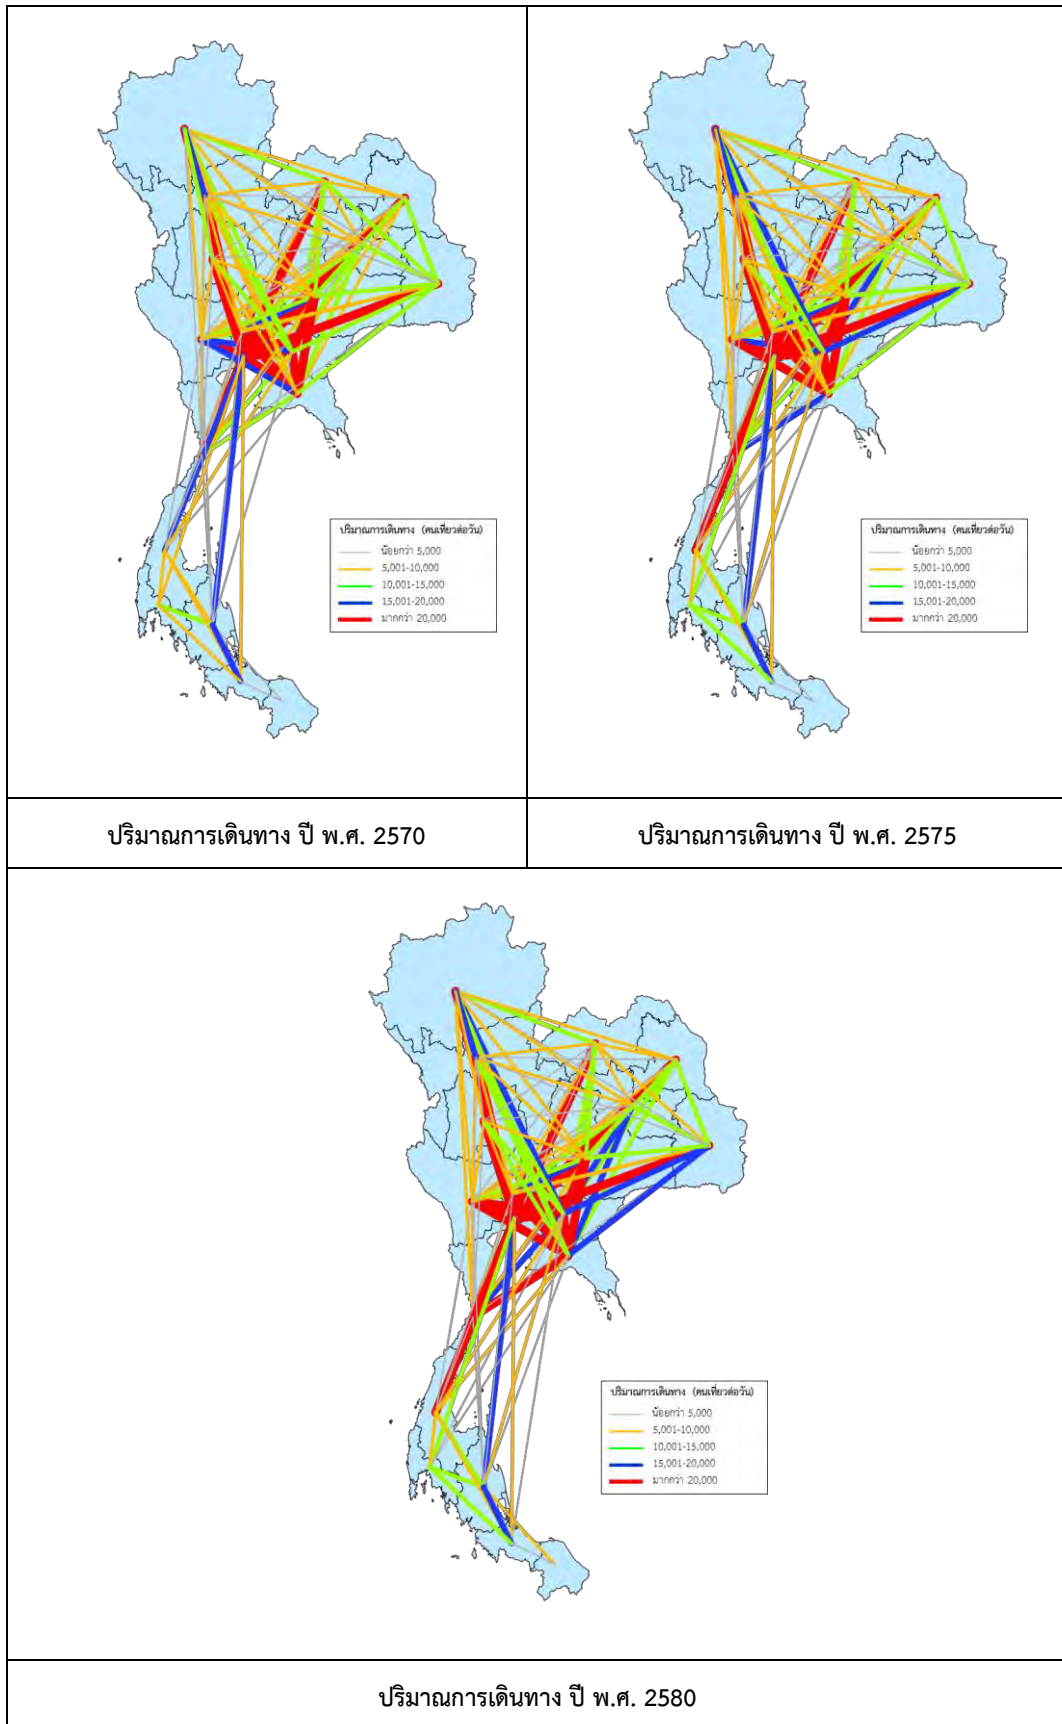 ปริมาณการเดินทาง (คนเที่ยวต่อวัน)
น้อยกว่า 5,000
5,001-10,000
10,001-15,000
15,001-20,000
มากกว่า 20,000
ปริมาณการเดินทาง ปี พ.ศ. 2570
ปริมาณการเดินทาง (คนเที่ยวต่อวัน)
น้อยกว่า 5,000
5,001-10,000
10,001-15,000
15,001-20,000
มากกว่า 20,000
ปริมาณการเดินทาง ปี พ.ศ. 2575
ปริมาณการเดินทาง (คนเที่ยวต่อวัน)
น้อยกว่า 5,000
5,001-10,000
10,001-15,000
15,001-20,000
มากกว่า 20,000
ปริมาณการเดินทาง ปี พ.ศ. 2580